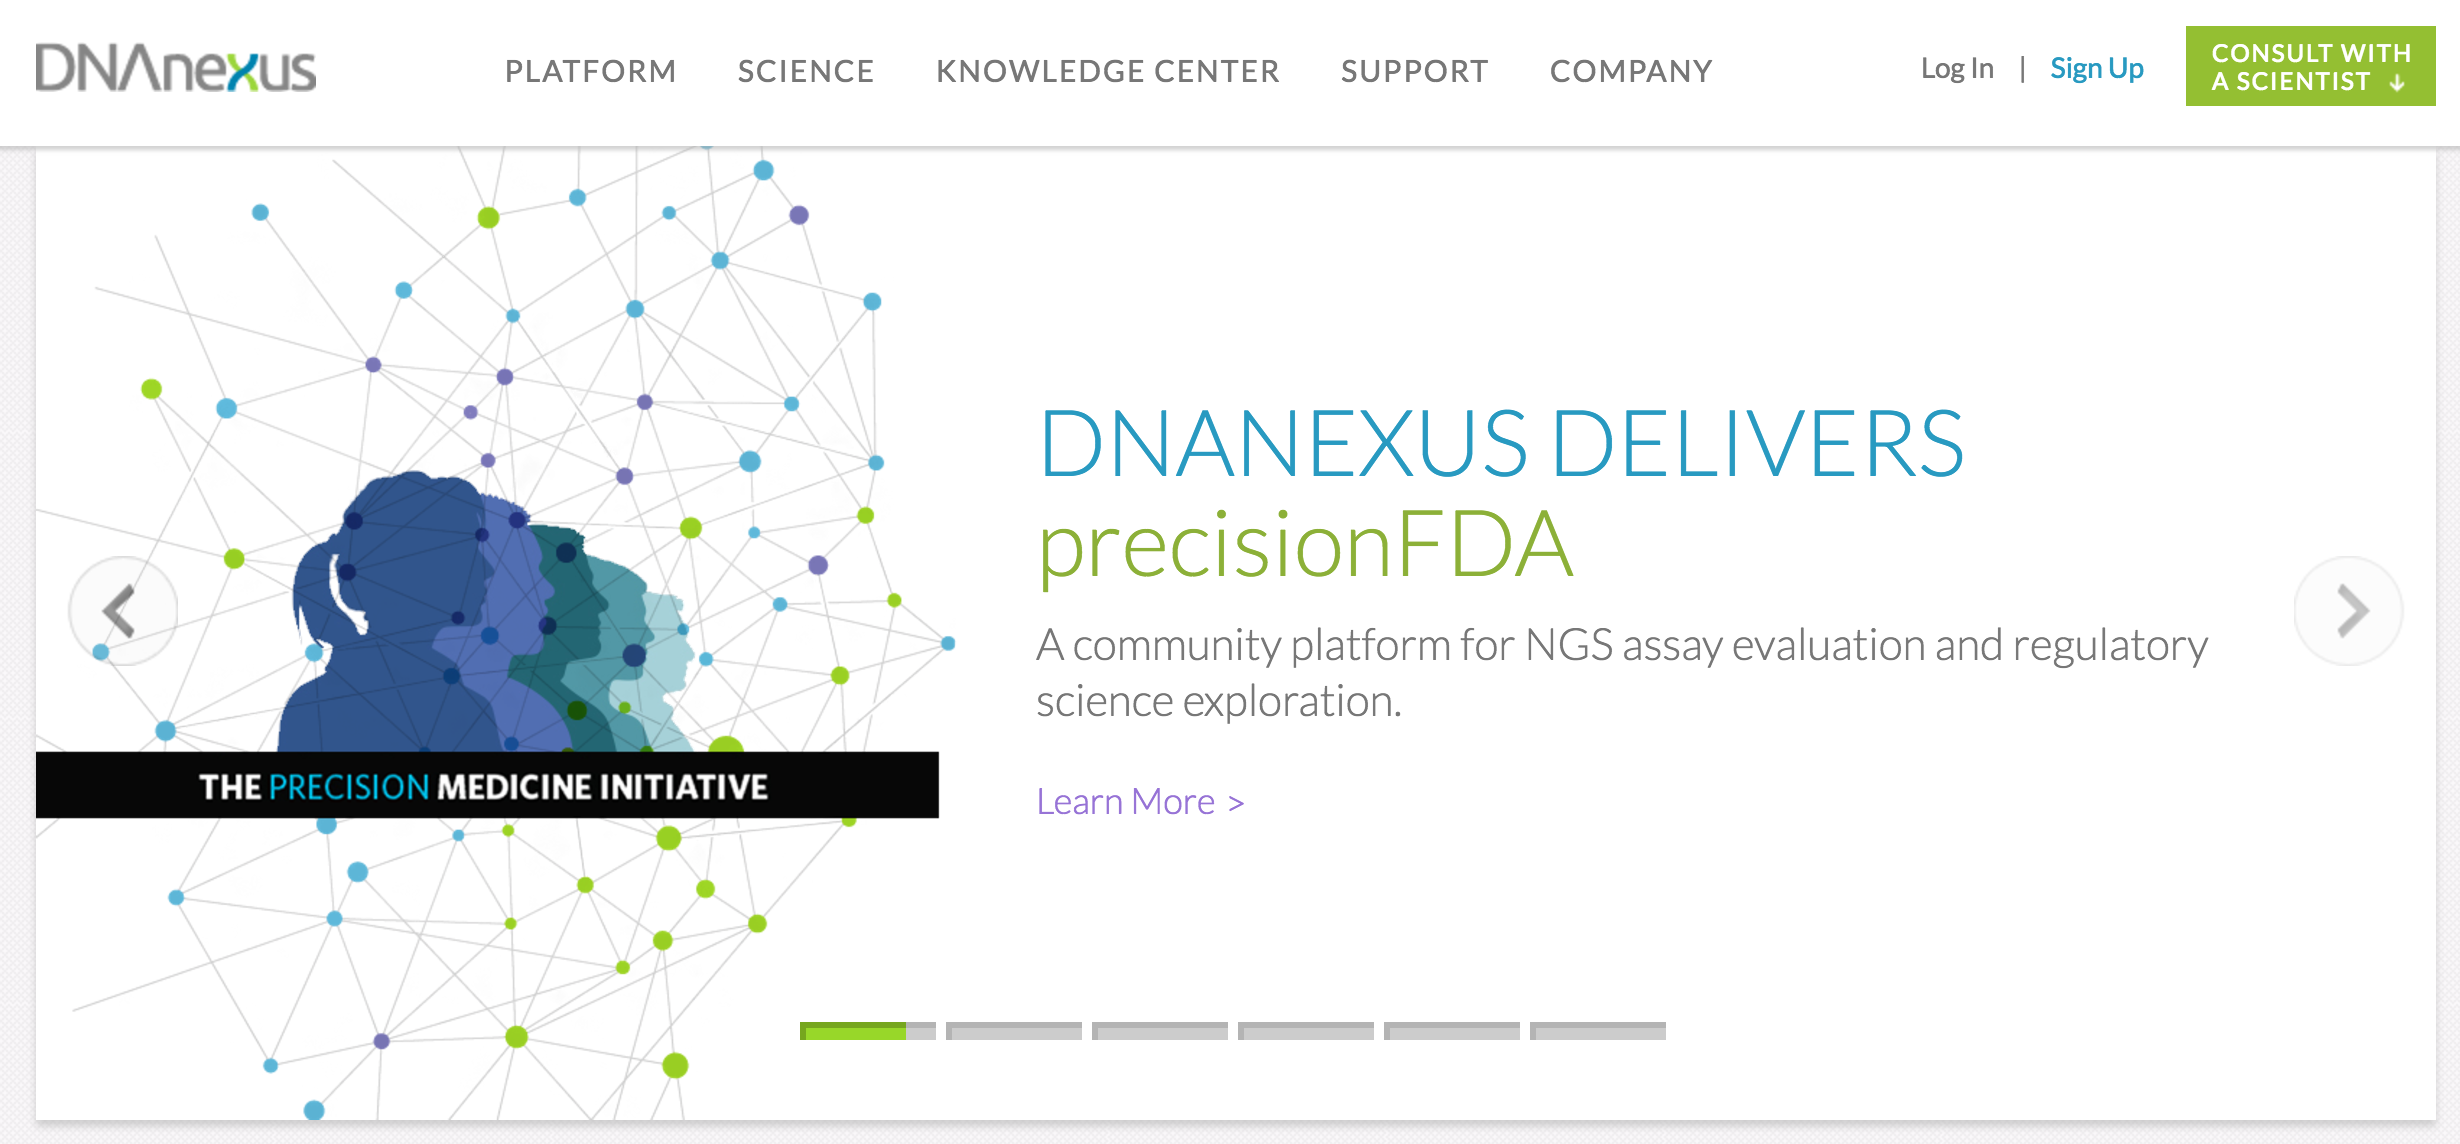 DNAnexus
PLATFORM
SCIENCE
KNOWLEDGE CENTER
SUPPORT
COMPANY
Log In | Sign Up
CONSULT WITH
A SCIENTIST
DNANEXUS DELIVERS
precisionFDA
A community platform for NGS assay evaluation and regulatory
science exploration.
Learn More >
THE PRECISION MEDICINE INITIATIVE